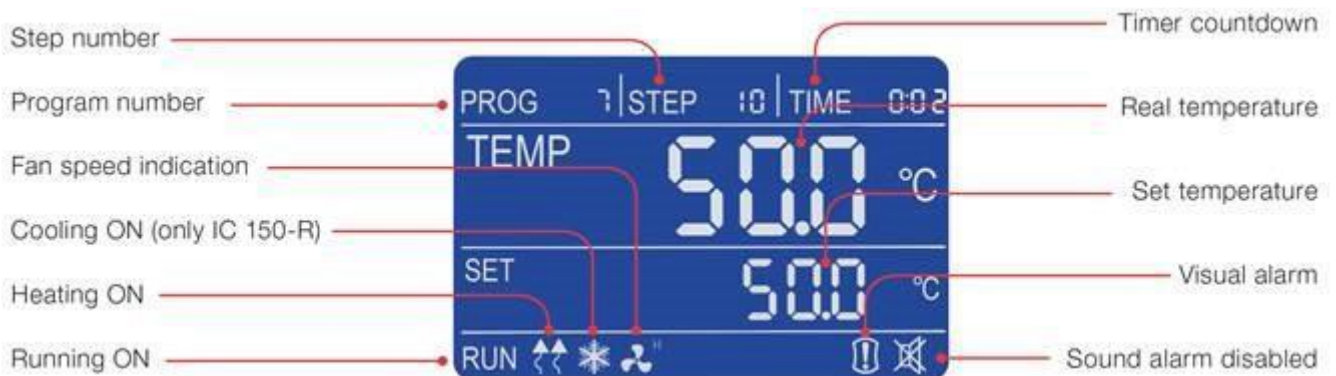 Step number
Program number
Fan speed indication
Cooling ON (only IC 150-R)
Heating ON
Running ON
PROG 7 STEP 10 TIME 0:02
TEMP 50.0 °C
SET 50.0 °C
RUN H
Timer countdown
Real temperature
Set temperature
Visual alarm
Sound alarm disabled